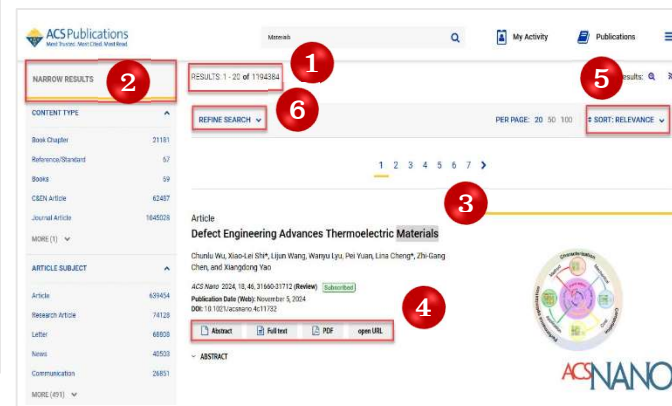 ACS Publications
Most Trusted. Most Cited. Most Read.
Materials
My Activity
Publications
NARROW RESULTS
2
RESULTS: 1 - 20 of 1194384
1
5
Results:
CONTENT TYPE
REFINE SEARCH
6
PER PAGE: 20 50 100
SORT: RELEVANCE
Book Chapter 21181
Reference/Standard 57
Books 59
C&EN Article 62487
Journal Article 1045028
MORE (1)
1 2 3 4 5 6 7
3
Article
Defect Engineering Advances Thermoelectric Materials
Chunlu Wu, Xiao-Lei Shi*, Lijun Wang, Wanyu Lyu, Pei Yuan, Lina Cheng*, Zhi-Gang
Chen, and Xiangdong Yao
ACS Nano 2024, 18, 46, 31660-31712 (Review) Subscribed
Publication Date (Web): November 5, 2024
DOI: 10.1021/acsnano.4c11732
4
Abstract
Full text
PDF
open URL
ABSTRACT
ARTICLE SUBJECT
Article 639454
Research Article 74128
Letter 68808
News 40503
Communication 26851
MORE (491)
Characterization
ACSNANO